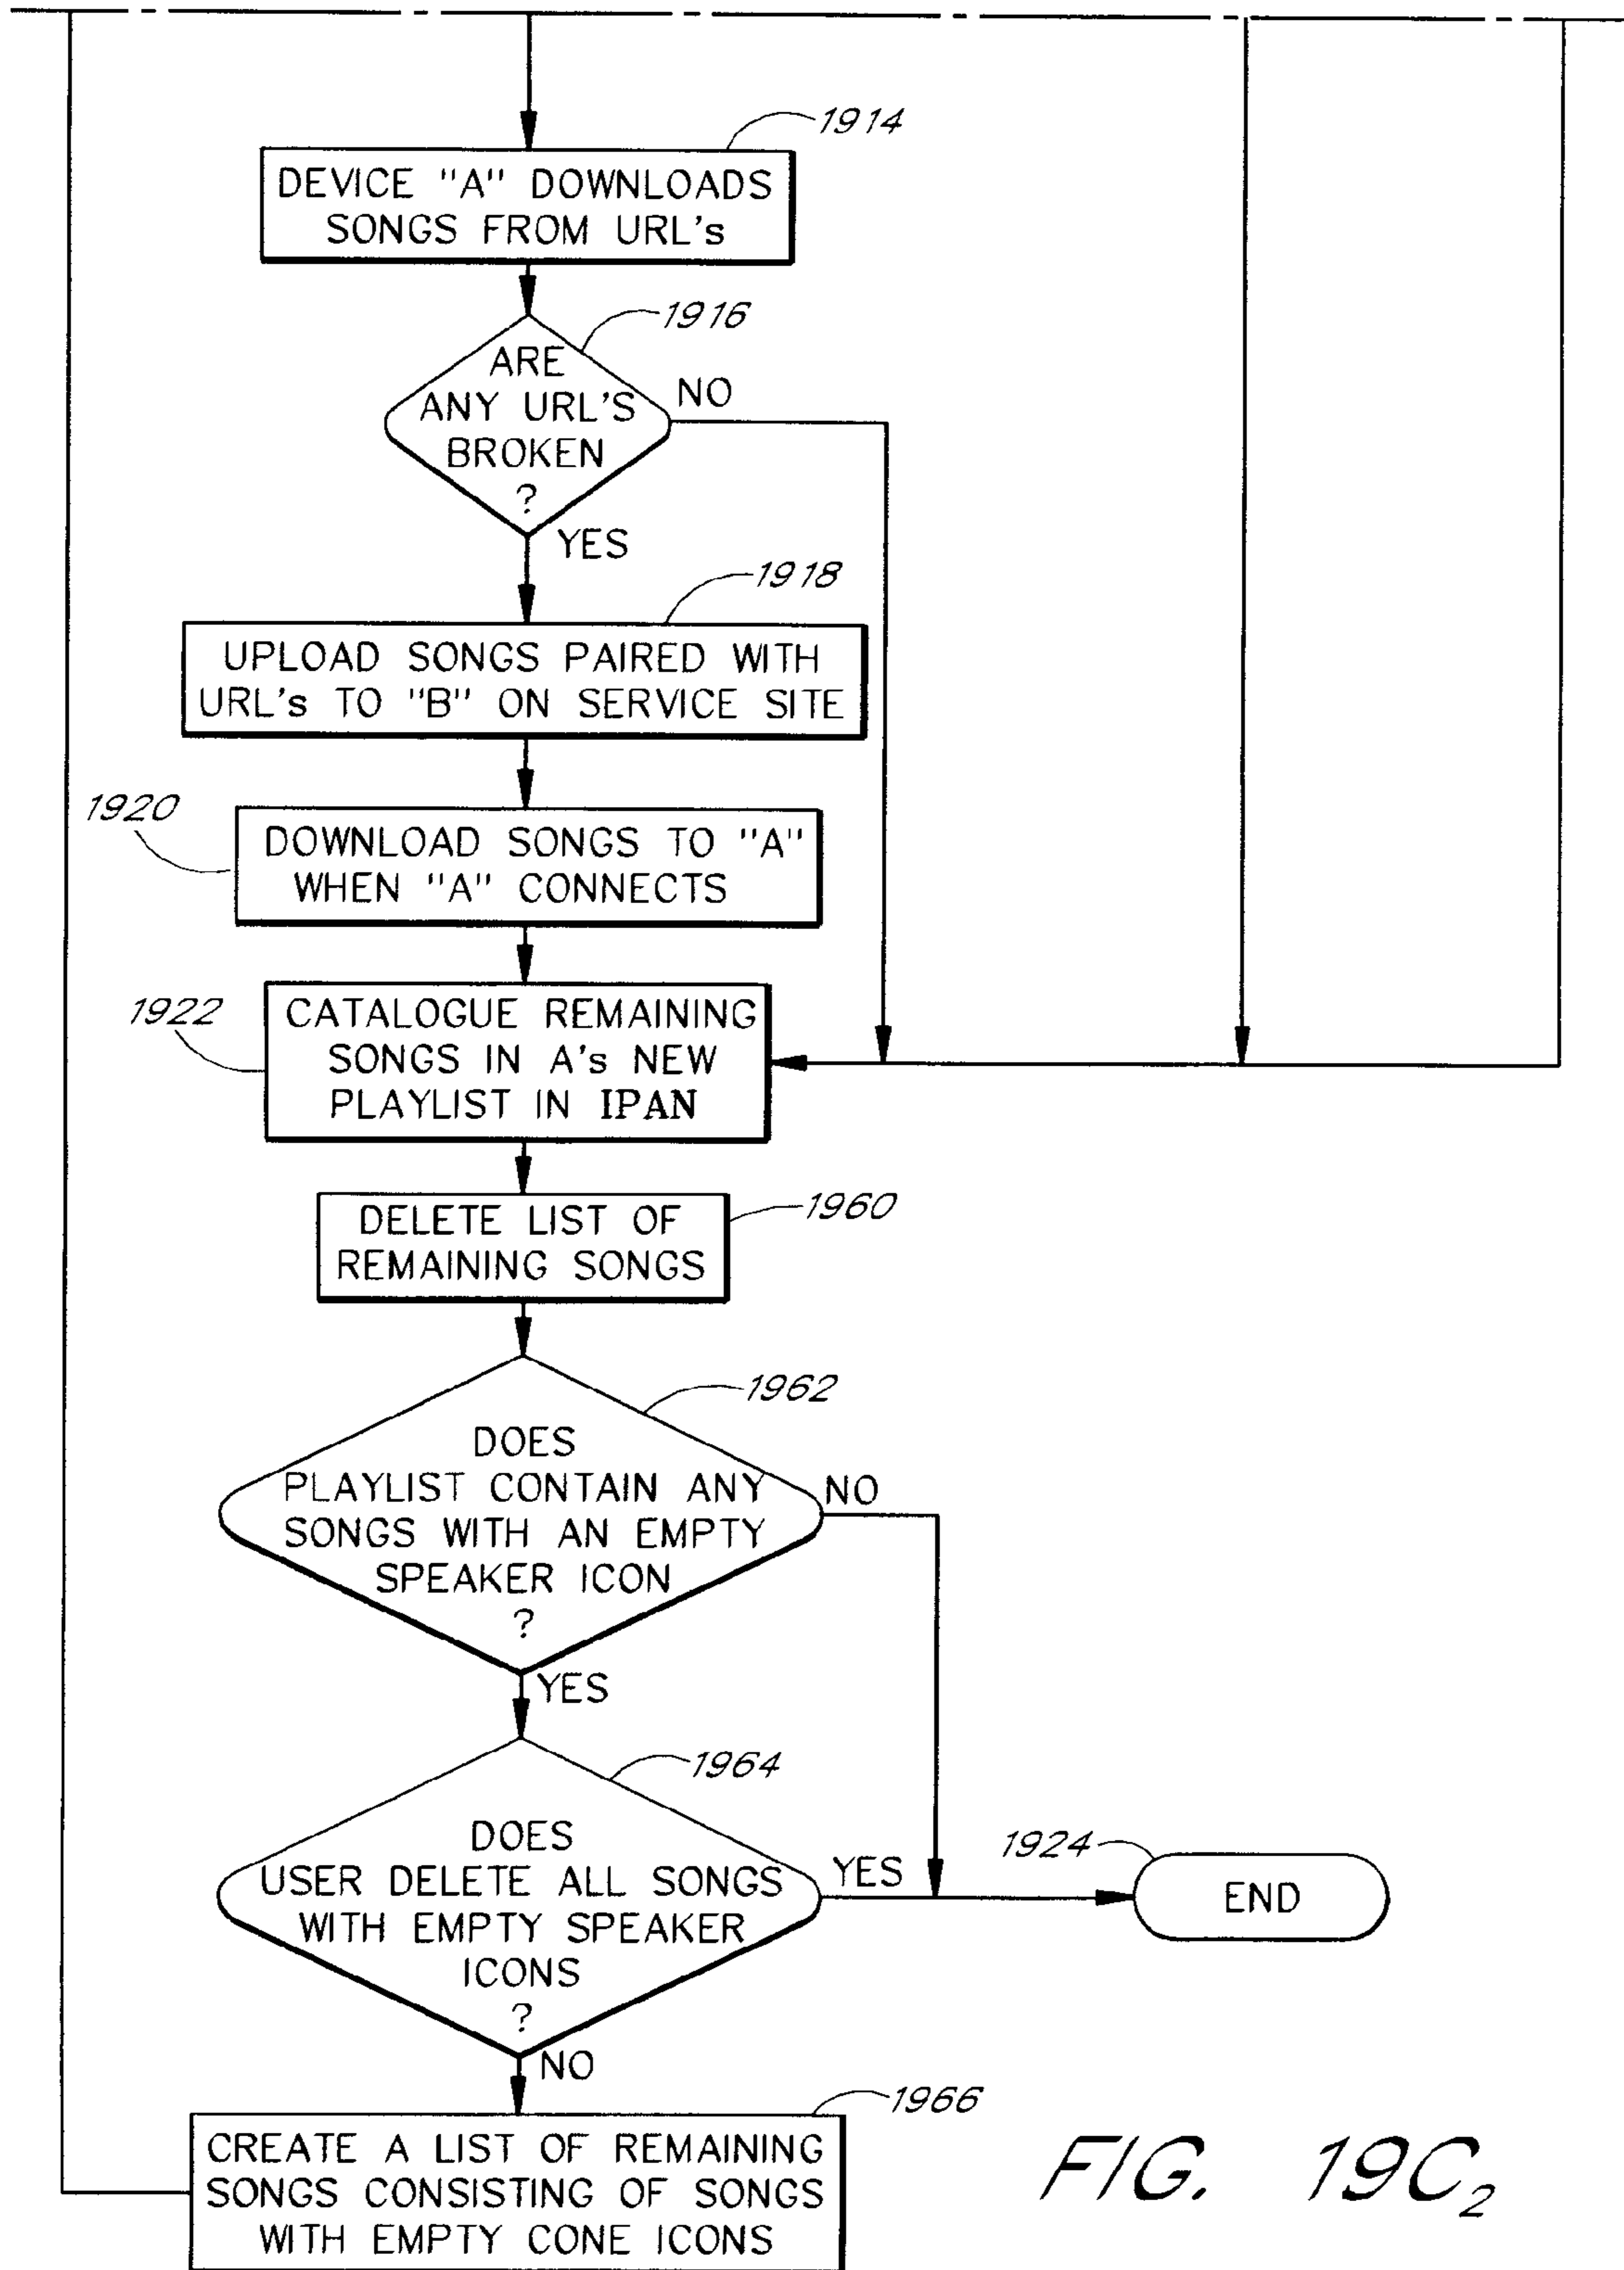 1914
DEVICE "A" DOWNLOADS
SONGS FROM URL's
1916
ARE
ANY URL'S
BROKEN
?
NO
YES
1918
UPLOAD SONGS PAIRED WITH
URL's TO "B" ON SERVICE SITE
1920
DOWNLOAD SONGS TO "A"
WHEN "A" CONNECTS
1922
CATALOGUE REMAINING
SONGS IN A's NEW
PLAYLIST IN IPAN
1960
DELETE LIST OF
REMAINING SONGS
1962
DOES
PLAYLIST CONTAIN ANY
SONGS WITH AN EMPTY
SPEAKER ICON
?
NO
YES
1964
DOES
USER DELETE ALL SONGS
WITH EMPTY SPEAKER
ICONS
?
YES
1924
END
NO
1966
CREATE A LIST OF REMAINING
SONGS CONSISTING OF SONGS
WITH EMPTY CONE ICONS
FIG. 19C2